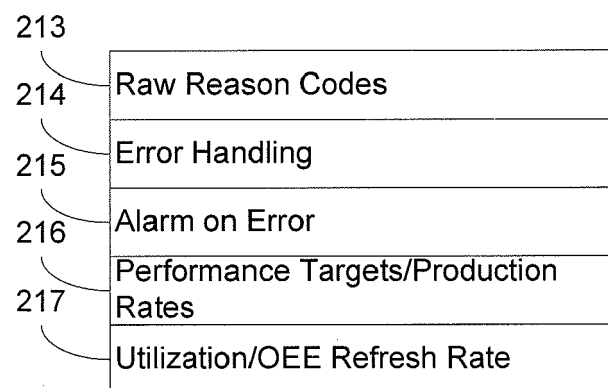 213
Raw Reason Codes
214
Error Handling
215
Alarm on Error
216
Performance Targets/Production
Rates
217
Utilization/OEE Refresh Rate